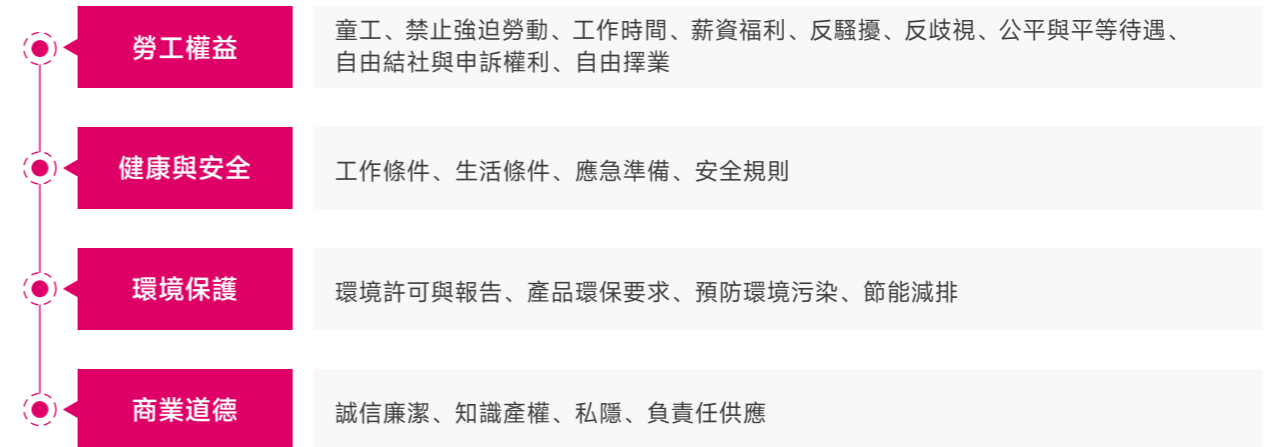 勞工權益
童工、禁止強迫勞動、工作時間、薪資福利、反騷擾、反歧視、公平與平等待遇、
自由結社與申訴權利、自由擇業
健康與安全
工作條件、生活條件、應急準備、安全規則
環境保護
環境許可與報告、產品環保要求、預防環境污染、節能減排
商業道德
誠信廉潔、知識產權、私隱、負責任供應